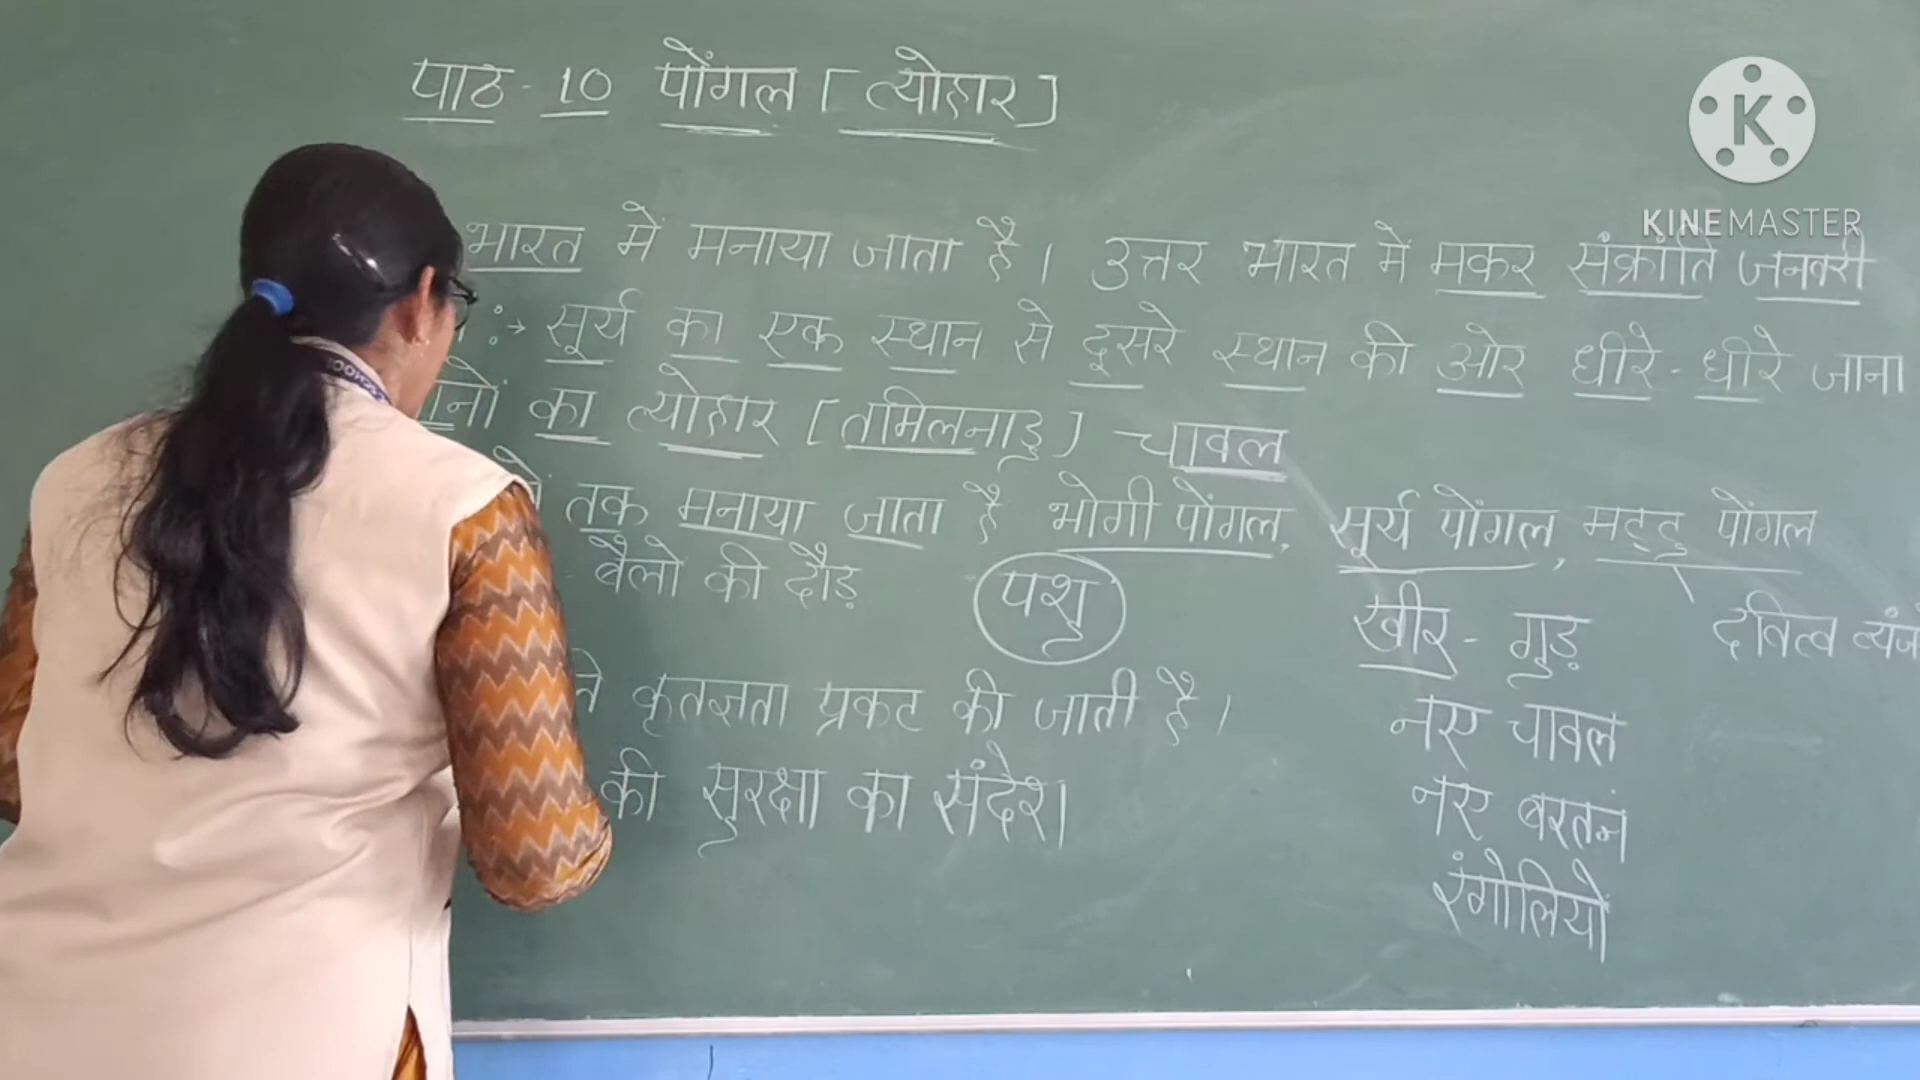 पाठ - 10 पोंगल [त्योहार]
KINEMASTER
भारत में मनाया जाता है। उत्तर भारत में मकर संक्रांति जनवरी
:→ सूर्य का एक स्थान से दूसरे स्थान की ओर धीरे - धीरे जाना
का त्योहार [तमिलनाडु] चावल
तक मनाया जाता है भोगी पोंगल, सूर्य पोंगल, मट्टू पोंगल
बैलो की दौड़ पशु खीर - गुड़
कृतज्ञता प्रकट की जाती है। नए चावल
की सुरक्षा का संदेश। नए बरतन
रंगोलियों